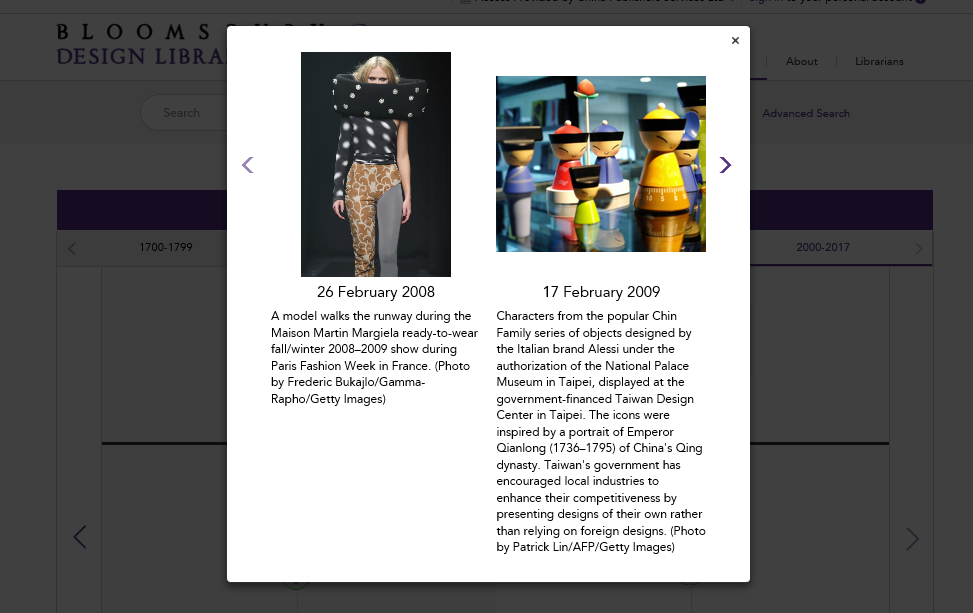 Access Provided by China Publishers Services Ltd
Sign in to your personal account
BLOOMS
DESIGN LIBRA
About
Librarians
Search
Advanced Search
1700-1799
2000-2017
26 February 2008
A model walks the runway during the
Maison Martin Margiela ready-to-wear
fall/winter 2008–2009 show during
Paris Fashion Week in France. (Photo
by Frederic Bukajlo/Gamma-
Rapho/Getty Images)
17 February 2009
Characters from the popular Chin
Family series of objects designed by
the Italian brand Alessi under the
authorization of the National Palace
Museum in Taipei, displayed at the
government-financed Taiwan Design
Center in Taipei. The icons were
inspired by a portrait of Emperor
Qianlong (1736–1795) of China's Qing
dynasty. Taiwan's government has
encouraged local industries to
enhance their competitiveness by
presenting designs of their own rather
than relying on foreign designs. (Photo
by Patrick Lin/AFP/Getty Images)